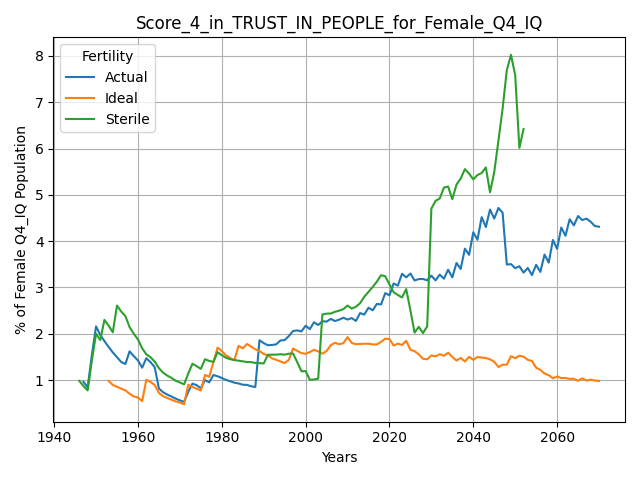 Score_4_in_TRUST_IN_PEOPLE_for_Female_Q4_IQ
Fertility
Actual
Ideal
Sterile
% of Female Q4_IQ Population
8
7
6
5
4
3
2
1
1940
1960
1980
2000
2020
2040
2060
Years